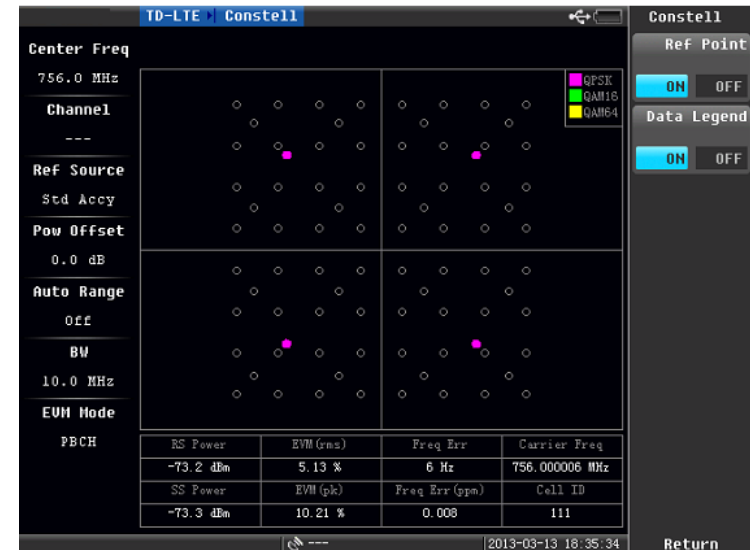 TD-LTE Constell
Constell
Center Freq
756.0 MHz
Channel
---
Ref Source
Std Accy
Pow Offset
0.0 dB
Auto Range
Off
BW
10.0 MHz
EVM Mode
PBCH
QPSK
QAM16
QAM64
RS Power EVM(rms) Freq Err Carrier Freq
-73.2 dBm 5.13 % 6 Hz 756.000006 MHz
SS Power EVM(pk) Freq Err(ppm) Cell ID
-73.3 dBm 10.21 % 0.008 111
--- 2013-03-13 18:35:34
Ref Point
ON OFF
Data Legend
ON OFF
Return